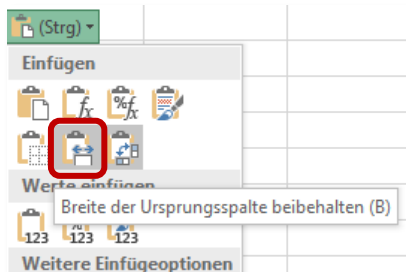 (Strg)
Einfügen
fx %fx
Werte einfügen
Breite der Ursprungsspalte beibehalten (B)
123 123 123
Weitere Einfügeoptionen